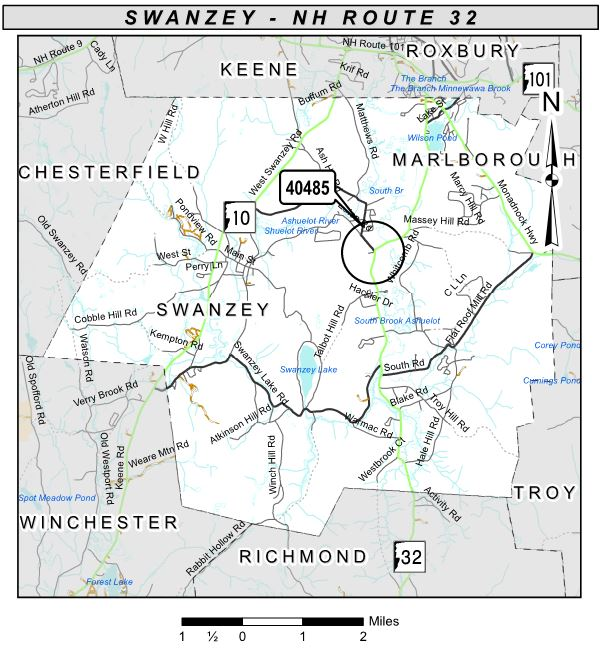 SWANZEY - NH ROUTE 32
NH Route 9
Cady Ln
NH Route 101
ROXBURY
KEENE
Krif Rd
The Branch
The Branch Minnewawa Brook
101
Atherton Hill Rd
Buffum Rd
N
W Hill Rd
Matthews Rd
Wilson Pond
West Swanzey Rd
MARLBOROUGH
CHESTERFIELD
40485
South Br
Marcy Hill Rd
Monadnock Hwy
Pondview Rd
10
Ashuelot River
Shuelot River
Massey Hill Rd
Old Swanzey Rd
West St
Main St
Perry Ln
Whitcomb Rd
C L Ln
SWANZEY
Talbot Hill Rd
Flat Roof Mill Rd
Cobble Hill Rd
South Brook Ashuelot
Kempton Rd
Watson Rd
Swanzey Lake Rd
Swanzey Lake
South Rd
Corey Pond
Old Spofford Rd
Verry Brook Rd
Cummings Pond
Blake Rd
Troy Hill Rd
Atkinson Hill Rd
Warmac Rd
Hale Hill Rd
Old Westport Rd
Keene Rd
Weare Mtn Rd
Winch Hill Rd
Westbrook Ct
Spot Meadow Pond
Activity Rd
TROY
WINCHESTER
Rabbit Hollow Rd
RICHMOND
32
Forest Lake
Miles
1 ½ 0 1 2